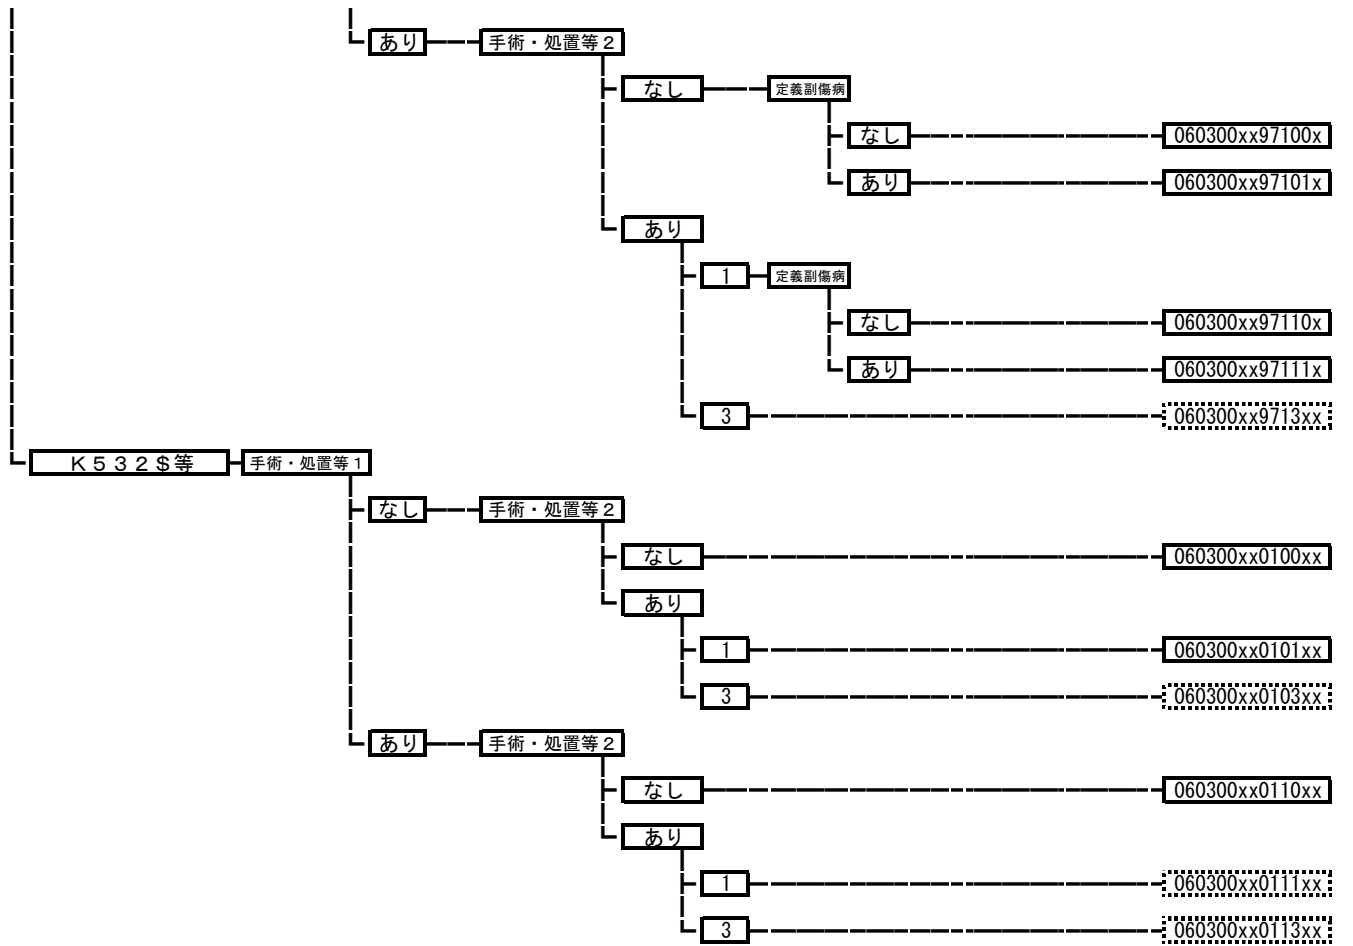 あり 手術・処置等２
なし 定義副傷病
なし 060300xx97100x
あり 060300xx97101x
あり
1 定義副傷病
なし 060300xx97110x
あり 060300xx97111x
3 060300xx9713xx
Ｋ５３２＄等 手術・処置等１
なし 手術・処置等２
なし 060300xx0100xx
あり
1 060300xx0101xx
3 060300xx0103xx
あり 手術・処置等２
なし 060300xx0110xx
あり
1 060300xx0111xx
3 060300xx0113xx